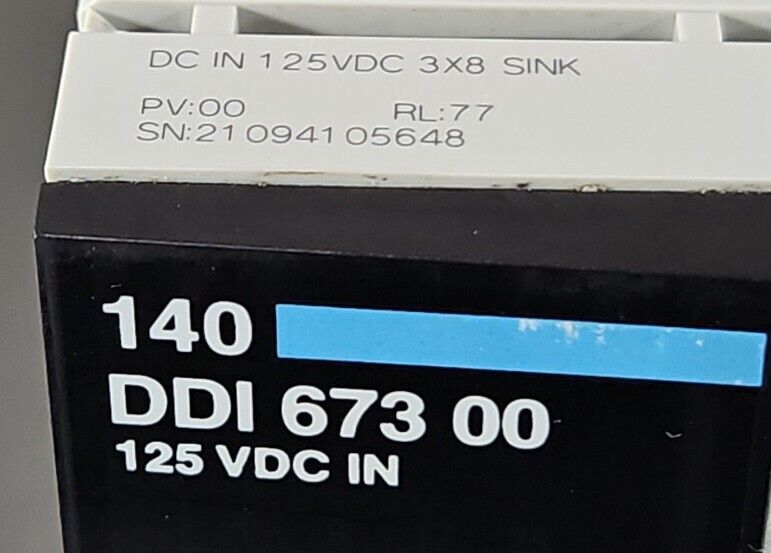 DC IN 125VDC 3X8 SINK
PV:00 RL:77
SN:21094105648
140
DDI 673 00
125 VDC IN